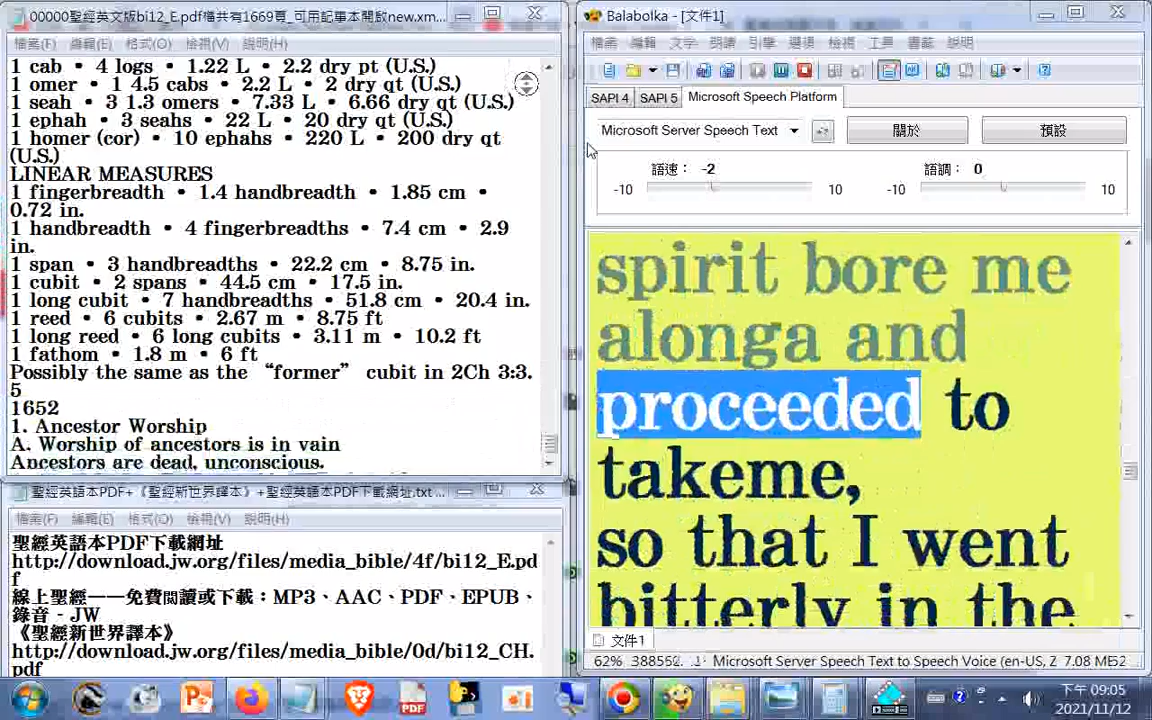 00000聖經英文版bi12_E.pdf檔共有1669頁_可用記事本開啟new.xm...
檔案(F) 編輯(E) 格式(O) 檢視(V) 說明(H)
1 cab • 4 logs • 1.22 L • 2.2 dry pt (U.S.)
1 omer • 1 4.5 cabs • 2.2 L • 2 dry qt (U.S.)
1 seah • 3 1.3 omers • 7.33 L • 6.66 dry qt (U.S.)
1 ephah • 3 seahs • 22 L • 20 dry qt (U.S.)
1 homer (cor) • 10 ephahs • 220 L • 200 dry qt
(U.S.)
LINEAR MEASURES
1 fingerbreadth • 1.4 handbreadth • 1.85 cm •
0.72 in.
1 handbreadth • 4 fingerbreadths • 7.4 cm • 2.9
in.
1 span • 3 handbreadths • 22.2 cm • 8.75 in.
1 cubit • 2 spans • 44.5 cm • 17.5 in.
1 long cubit • 7 handbreadths • 51.8 cm • 20.4 in.
1 reed • 6 cubits • 2.67 m • 8.75 ft
1 long reed • 6 long cubits • 3.11 m • 10.2 ft
1 fathom • 1.8 m • 6 ft
Possibly the same as the “former” cubit in 2Ch 3:3.
5
1652
1. Ancestor Worship
A. Worship of ancestors is in vain
Ancestors are dead, unconscious.
聖經英語本PDF+《聖經新世界譯本》+聖經英語本PDF下載網址.txt ...
檔案(F) 編輯(E) 格式(O) 檢視(V) 說明(H)
聖經英語本PDF下載網址
http://download.jw.org/files/media_bible/4f/bi12_E.pd
f
線上聖經——免費閱讀或下載：MP3、AAC、PDF、EPUB、
錄音 - JW
《聖經新世界譯本》
http://download.jw.org/files/media_bible/0d/bi12_CH.
pdf
Balabolka - [文件1]
檔案 編輯 文字 朗讀 引擎 選項 檢視 工具 書籤 說明
SAPI 4 SAPI 5 Microsoft Speech Platform
Microsoft Server Speech Text 關於 預設
語速： -2 語調： 0
-10 10 -10 10
spirit bore me
alonga and
proceeded to
takeme,
so that I went
bitterly in the
文件1
62% Microsoft Server Speech Text to Speech Voice (en-US, Z 7.08 MB
下午 09:05
2021/11/12